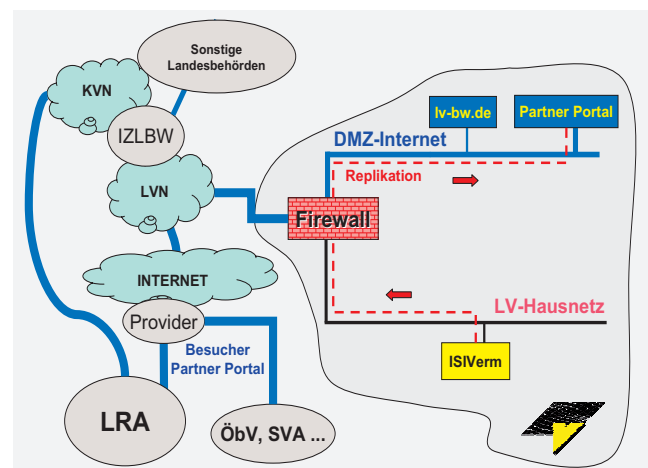 Sonstige
Landesbehörden
KVN
IZLBW
LVN
INTERNET
Provider
Besucher
Partner Portal
LRA
ÖbV, SVA ...
lv-bw.de
Partner Portal
DMZ-Internet
Replikation
Firewall
LV-Hausnetz
ISIVerm